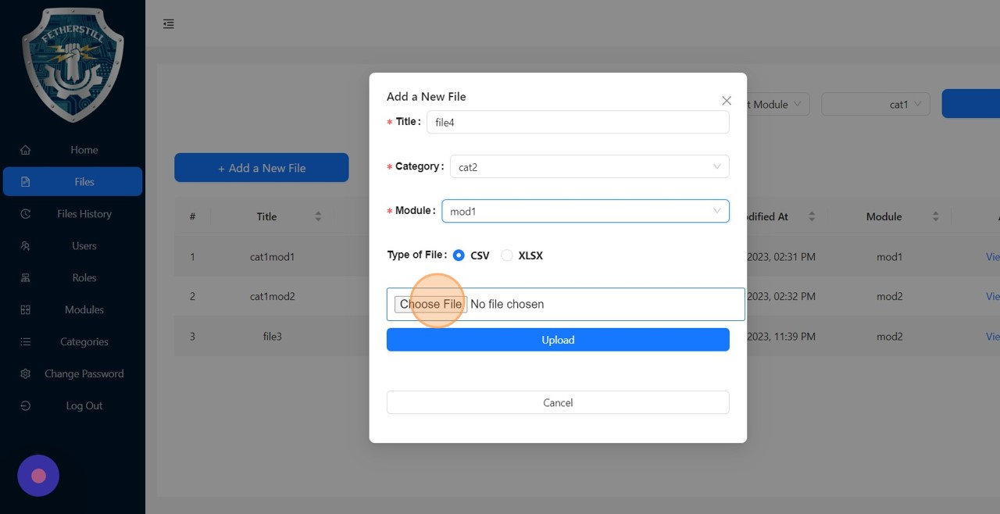 FETHERSTILL
Home
Files
Files History
Users
Roles
Modules
Categories
Change Password
Log Out
t Module
cat1
+ Add a New File
# Title dified At Module
1 cat1mod1 2023, 02:31 PM mod1 Vie
2 cat1mod2 2023, 02:32 PM mod2 Vie
3 file3 2023, 11:39 PM mod2 Vie
Add a New File
* Title : file4
* Category : cat2
* Module : mod1
Type of File : CSV XLSX
Choose File No file chosen
Upload
Cancel